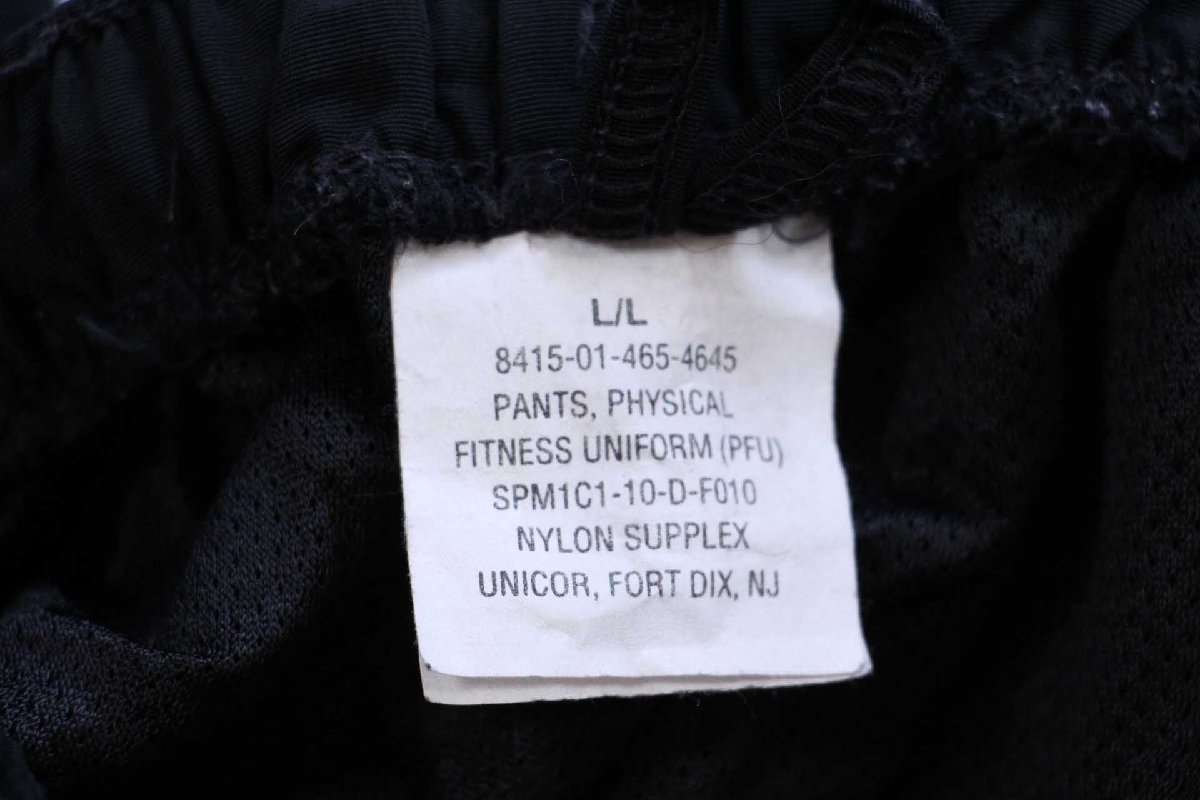 L/L
8415-01-465-4645
PANTS, PHYSICAL
FITNESS UNIFORM (PFU)
SPM1C1-10-D-F010
NYLON SUPPLEX
UNICOR, FORT DIX, NJ